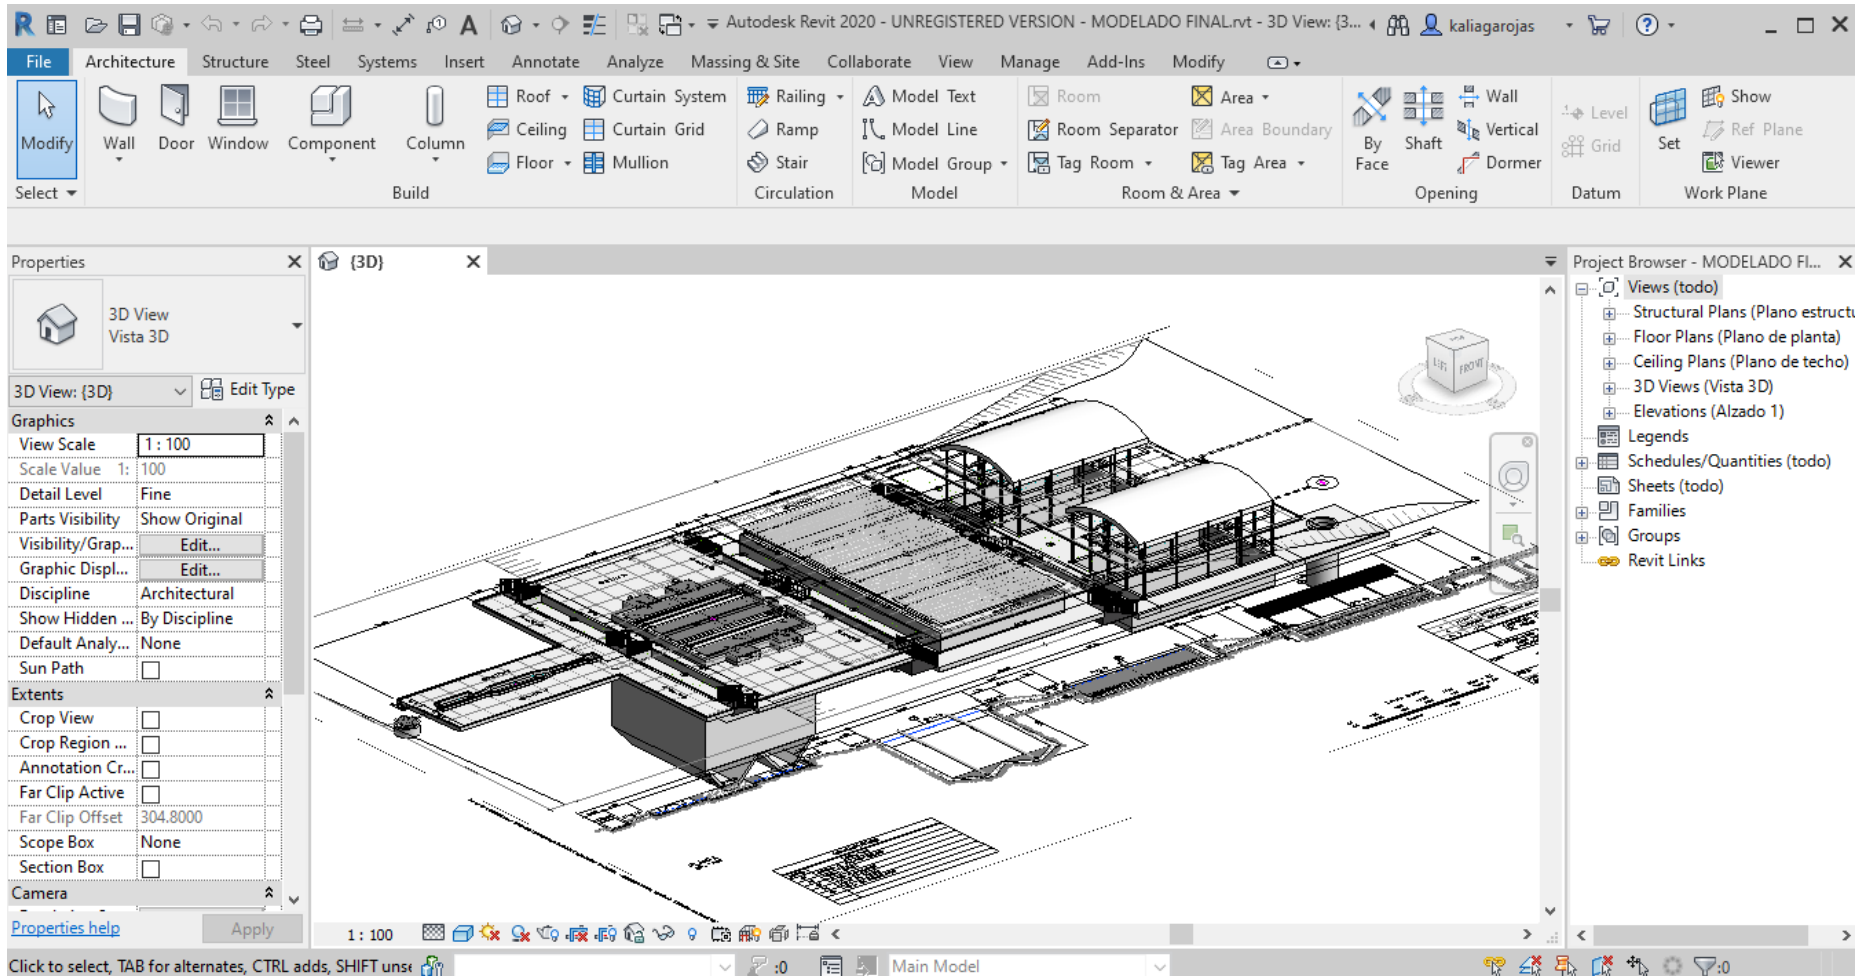 Autodesk Revit 2020 - UNREGISTERED VERSION - MODELADO FINAL.rvt - 3D View: {3...
kaliagarojas
File Architecture Structure Steel Systems Insert Annotate Analyze Massing & Site Collaborate View Manage Add-Ins Modify
Modify
Wall
Door
Window
Component
Column
Roof
Ceiling
Floor
Curtain System
Curtain Grid
Mullion
Railing
Ramp
Stair
Model Text
Model Line
Model Group
Room
Room Separator
Tag Room
Area
Area Boundary
Tag Area
By
Face
Shaft
Wall
Vertical
Dormer
Level
Grid
Set
Show
Ref Plane
Viewer
Select Build Circulation Model Room & Area Opening Datum Work Plane
Properties
3D View
Vista 3D
3D View: {3D}
Edit Type
Graphics
View Scale 1 : 100
Scale Value 1: 100
Detail Level Fine
Parts Visibility Show Original
Visibility/Grap... Edit...
Graphic Displ... Edit...
Discipline Architectural
Show Hidden ... By Discipline
Default Analy... None
Sun Path
Extents
Crop View
Crop Region ...
Annotation Cr...
Far Clip Active
Far Clip Offset 304.8000
Scope Box None
Section Box
Camera
Properties help
Apply
{3D}
LEFT
FRONT
Project Browser - MODELADO FI...
Views (todo)
Structural Plans (Plano estructu
Floor Plans (Plano de planta)
Ceiling Plans (Plano de techo)
3D Views (Vista 3D)
Elevations (Alzado 1)
Legends
Schedules/Quantities (todo)
Sheets (todo)
Families
Groups
Revit Links
1 : 100
Click to select, TAB for alternates, CTRL adds, SHIFT unse
:0
Main Model
:0